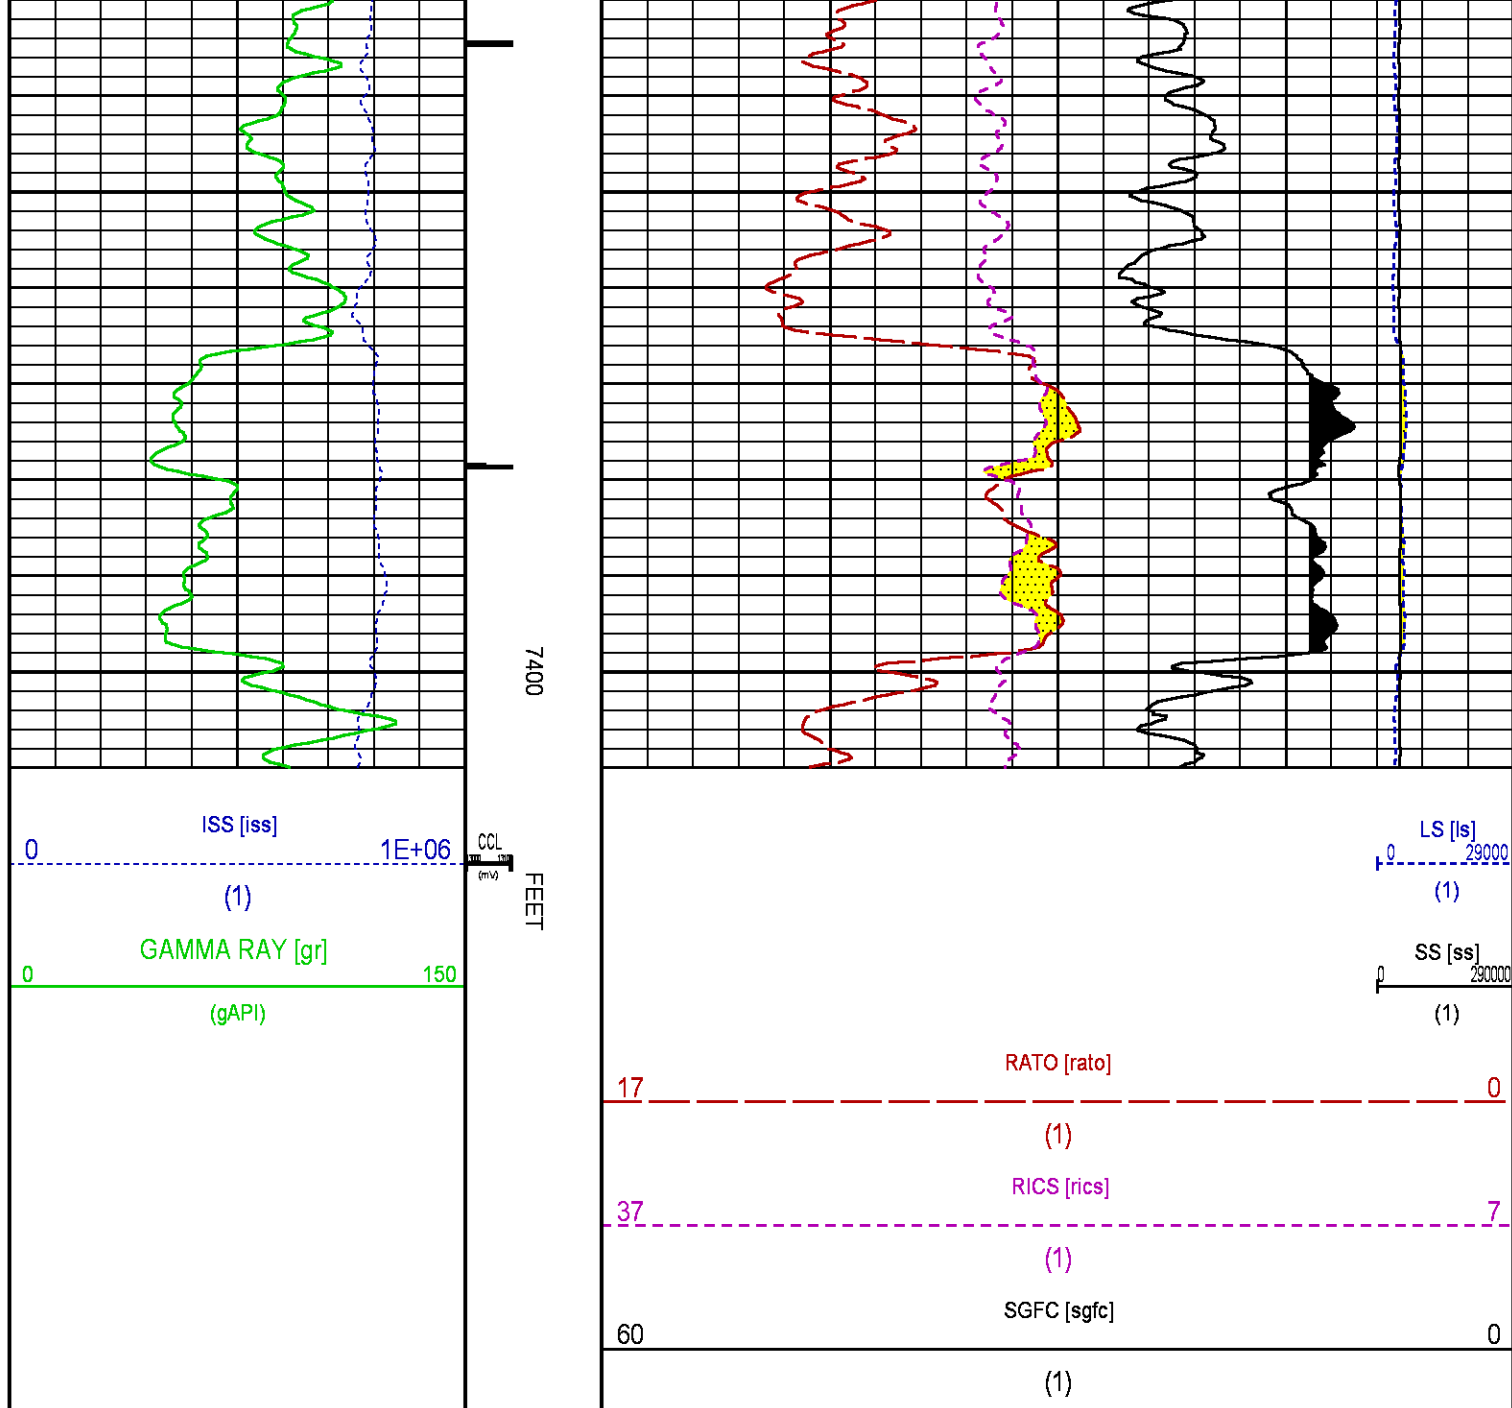 7400
FEET
ISS [iss]
0 1E+06
(1)
CCL
(mV)
GAMMA RAY [gr]
0 150
(gAPI)
LS [ls]
0 29000
(1)
SS [ss]
0 290000
(1)
RATO [rato]
17 0
(1)
RICS [rics]
37 7
(1)
SGFC [sgfc]
60 0
(1)